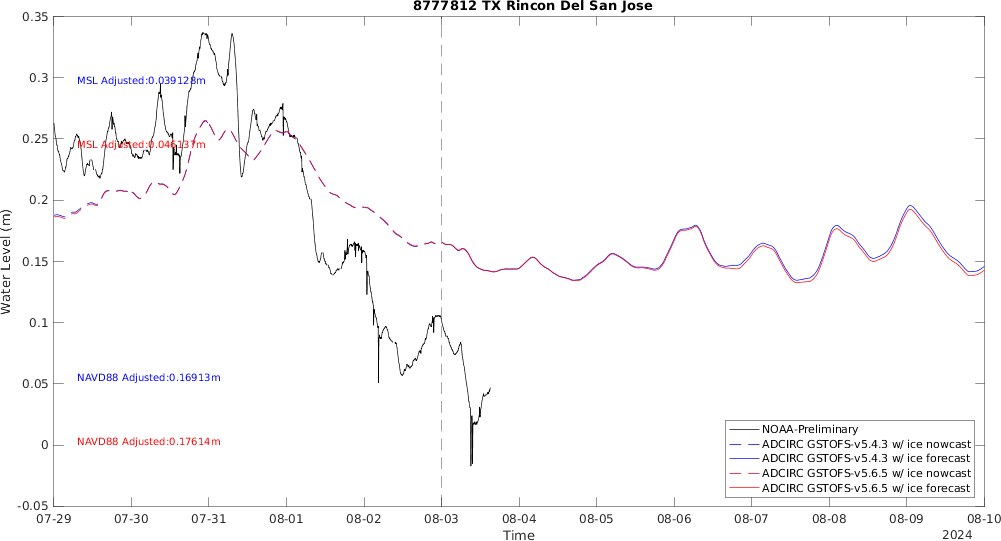 8777812 TX Rincon Del San Jose
Water Level (m)
0.35
0.3
0.25
0.2
0.15
0.1
0.05
0
-0.05
MSL Adjusted:0.039128m
MSL Adjusted:0.046137m
NAVD88 Adjusted:0.16913m
NAVD88 Adjusted:0.17614m
NOAA-Preliminary
ADCIRC GSTOFS-v5.4.3 w/ ice nowcast
ADCIRC GSTOFS-v5.4.3 w/ ice forecast
ADCIRC GSTOFS-v5.6.5 w/ ice nowcast
ADCIRC GSTOFS-v5.6.5 w/ ice forecast
07-29 07-30 07-31 08-01 08-02 08-03 08-04 08-05 08-06 08-07 08-08 08-09 08-10
Time
2024